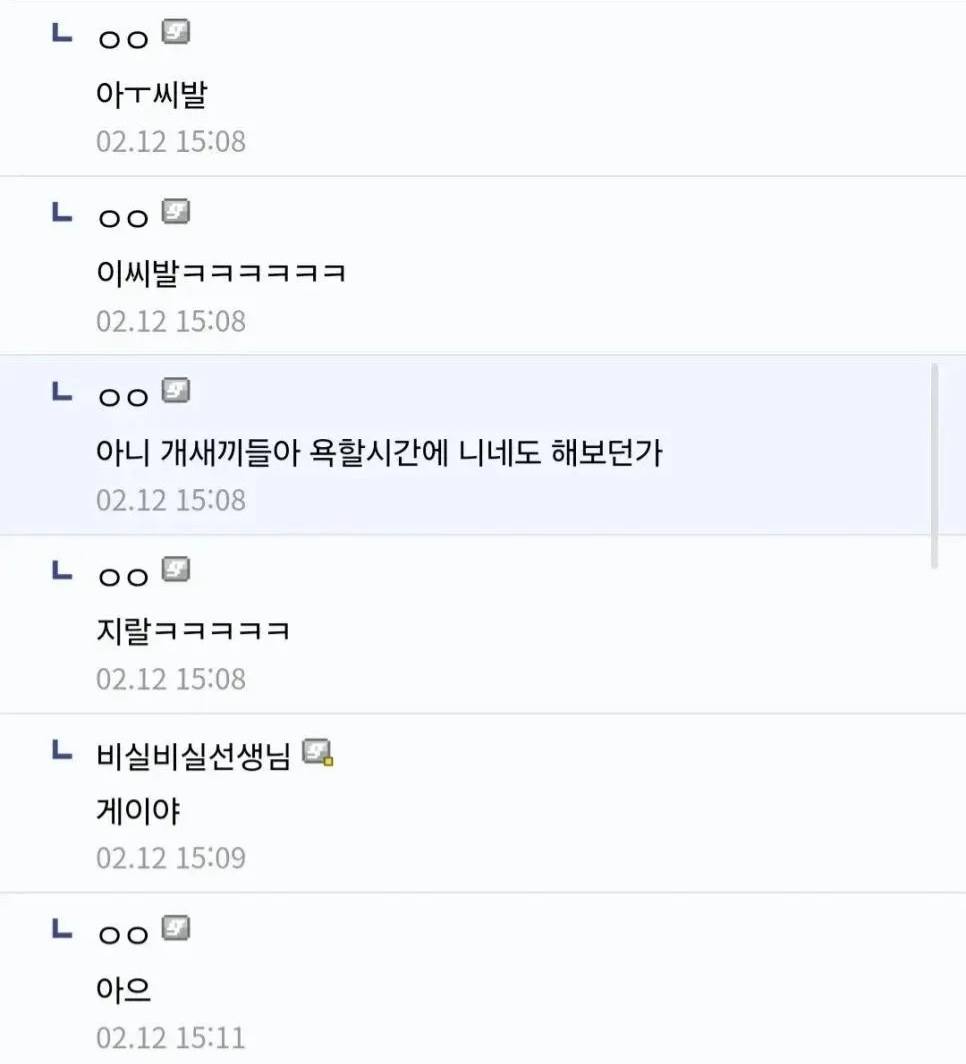 ㅇㅇ
아ㅜ씨발
02.12 15:08
ㅇㅇ
이씨발ㅋㅋㅋㅋㅋㅋ
02.12 15:08
ㅇㅇ
아니 개새끼들아 욕할시간에 니네도 해보던가
02.12 15:08
ㅇㅇ
지랄ㅋㅋㅋㅋㅋ
02.12 15:08
비실비실선생님
게이야
02.12 15:09
ㅇㅇ
아으
02.12 15:11